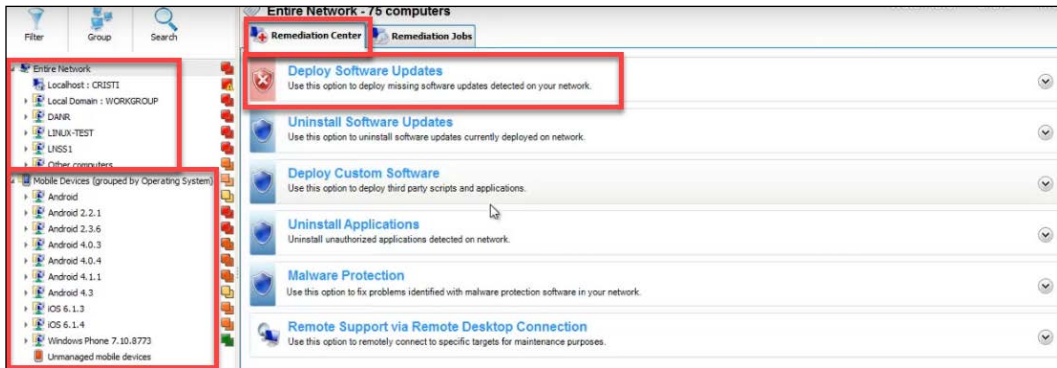 Entire Network - 75 computers
Filter
Group
Search
Remediation Center
Remediation Jobs
Entire Network
Localhost : CRISTI
Local Domain : WORKGROUP
DANR
LINUX-TEST
LNSS1
Other computers
Mobile Devices (grouped by Operating System)
Android
Android 2.2.1
Android 2.3.6
Android 4.0.3
Android 4.0.4
Android 4.1.1
Android 4.3
iOS 6.1.3
iOS 6.1.4
Windows Phone 7.10.8773
Unmanaged mobile devices
Deploy Software Updates
Use this option to deploy missing software updates detected on your network.
Uninstall Software Updates
Use this option to uninstall software updates currently deployed on network.
Deploy Custom Software
Use this option to deploy third party scripts and applications.
Uninstall Applications
Uninstall unauthorized applications detected on network.
Malware Protection
Use this option to fix problems identified with malware protection software in your network.
Remote Support via Remote Desktop Connection
Use this option to remotely connect to specific targets for maintenance purposes.